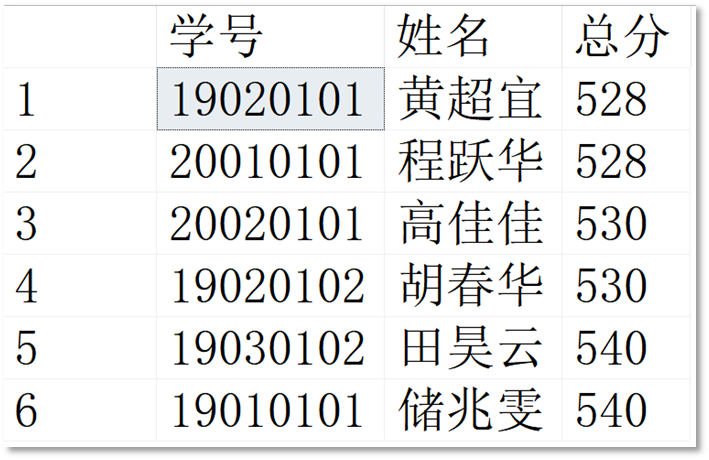 学号 姓名 总分
1 19020101 黄超宜 528
2 20010101 程跃华 528
3 20020101 高佳佳 530
4 19020102 胡春华 530
5 19030102 田昊云 540
6 19010101 储兆雯 540